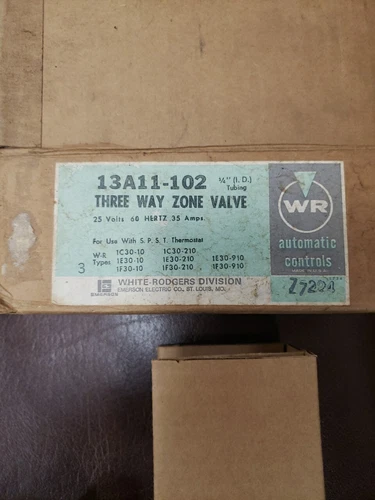 13A11-102 ¼" (I.D.) Tubing
THREE WAY ZONE VALVE
25 Volts 60 HERTZ .35 Amps.
For Use With S.P.S.T. Thermostat
W-R Types: 1C30-10 1C30-210
1E30-10 1E30-210 1E30-910
1F30-10 1F30-210 1F30-910
3
WHITE-RODGERS DIVISION
EMERSON ELECTRIC CO., ST. LOUIS, MO.
EMERSON
WR
automatic
controls
Z7224